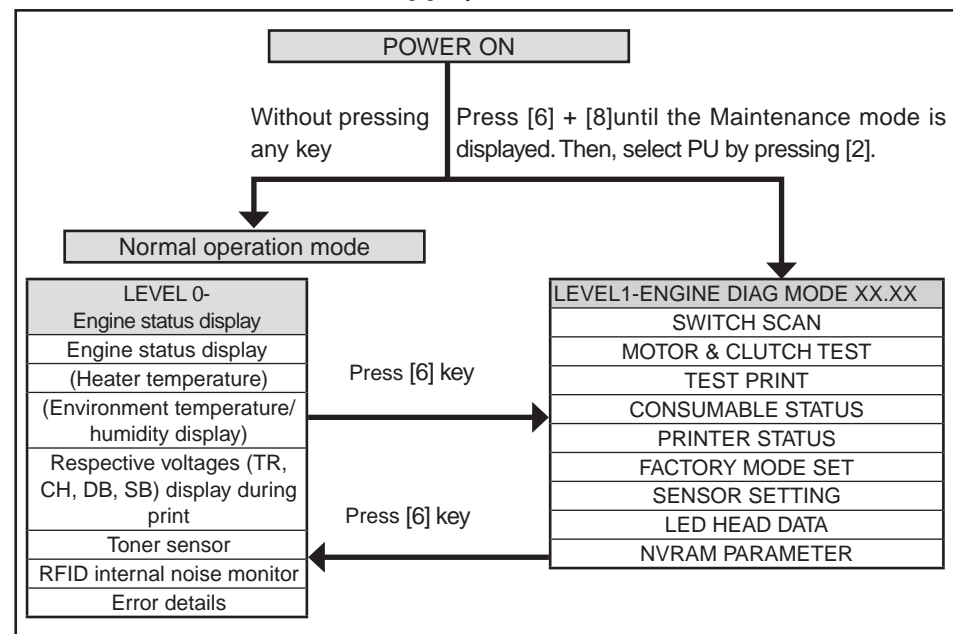 POWER ON
Without pressing
any key
Press [6] + [8]until the Maintenance mode is
displayed. Then, select PU by pressing [2].
Normal operation mode
LEVEL 0-
Engine status display
Engine status display
(Heater temperature)
(Environment temperature/
humidity display)
Respective voltages (TR,
CH, DB, SB) display during
print
Toner sensor
RFID internal noise monitor
Error details
Press [6] key
Press [6] key
LEVEL1-ENGINE DIAG MODE XX.XX
SWITCH SCAN
MOTOR & CLUTCH TEST
TEST PRINT
CONSUMABLE STATUS
PRINTER STATUS
FACTORY MODE SET
SENSOR SETTING
LED HEAD DATA
NVRAM PARAMETER